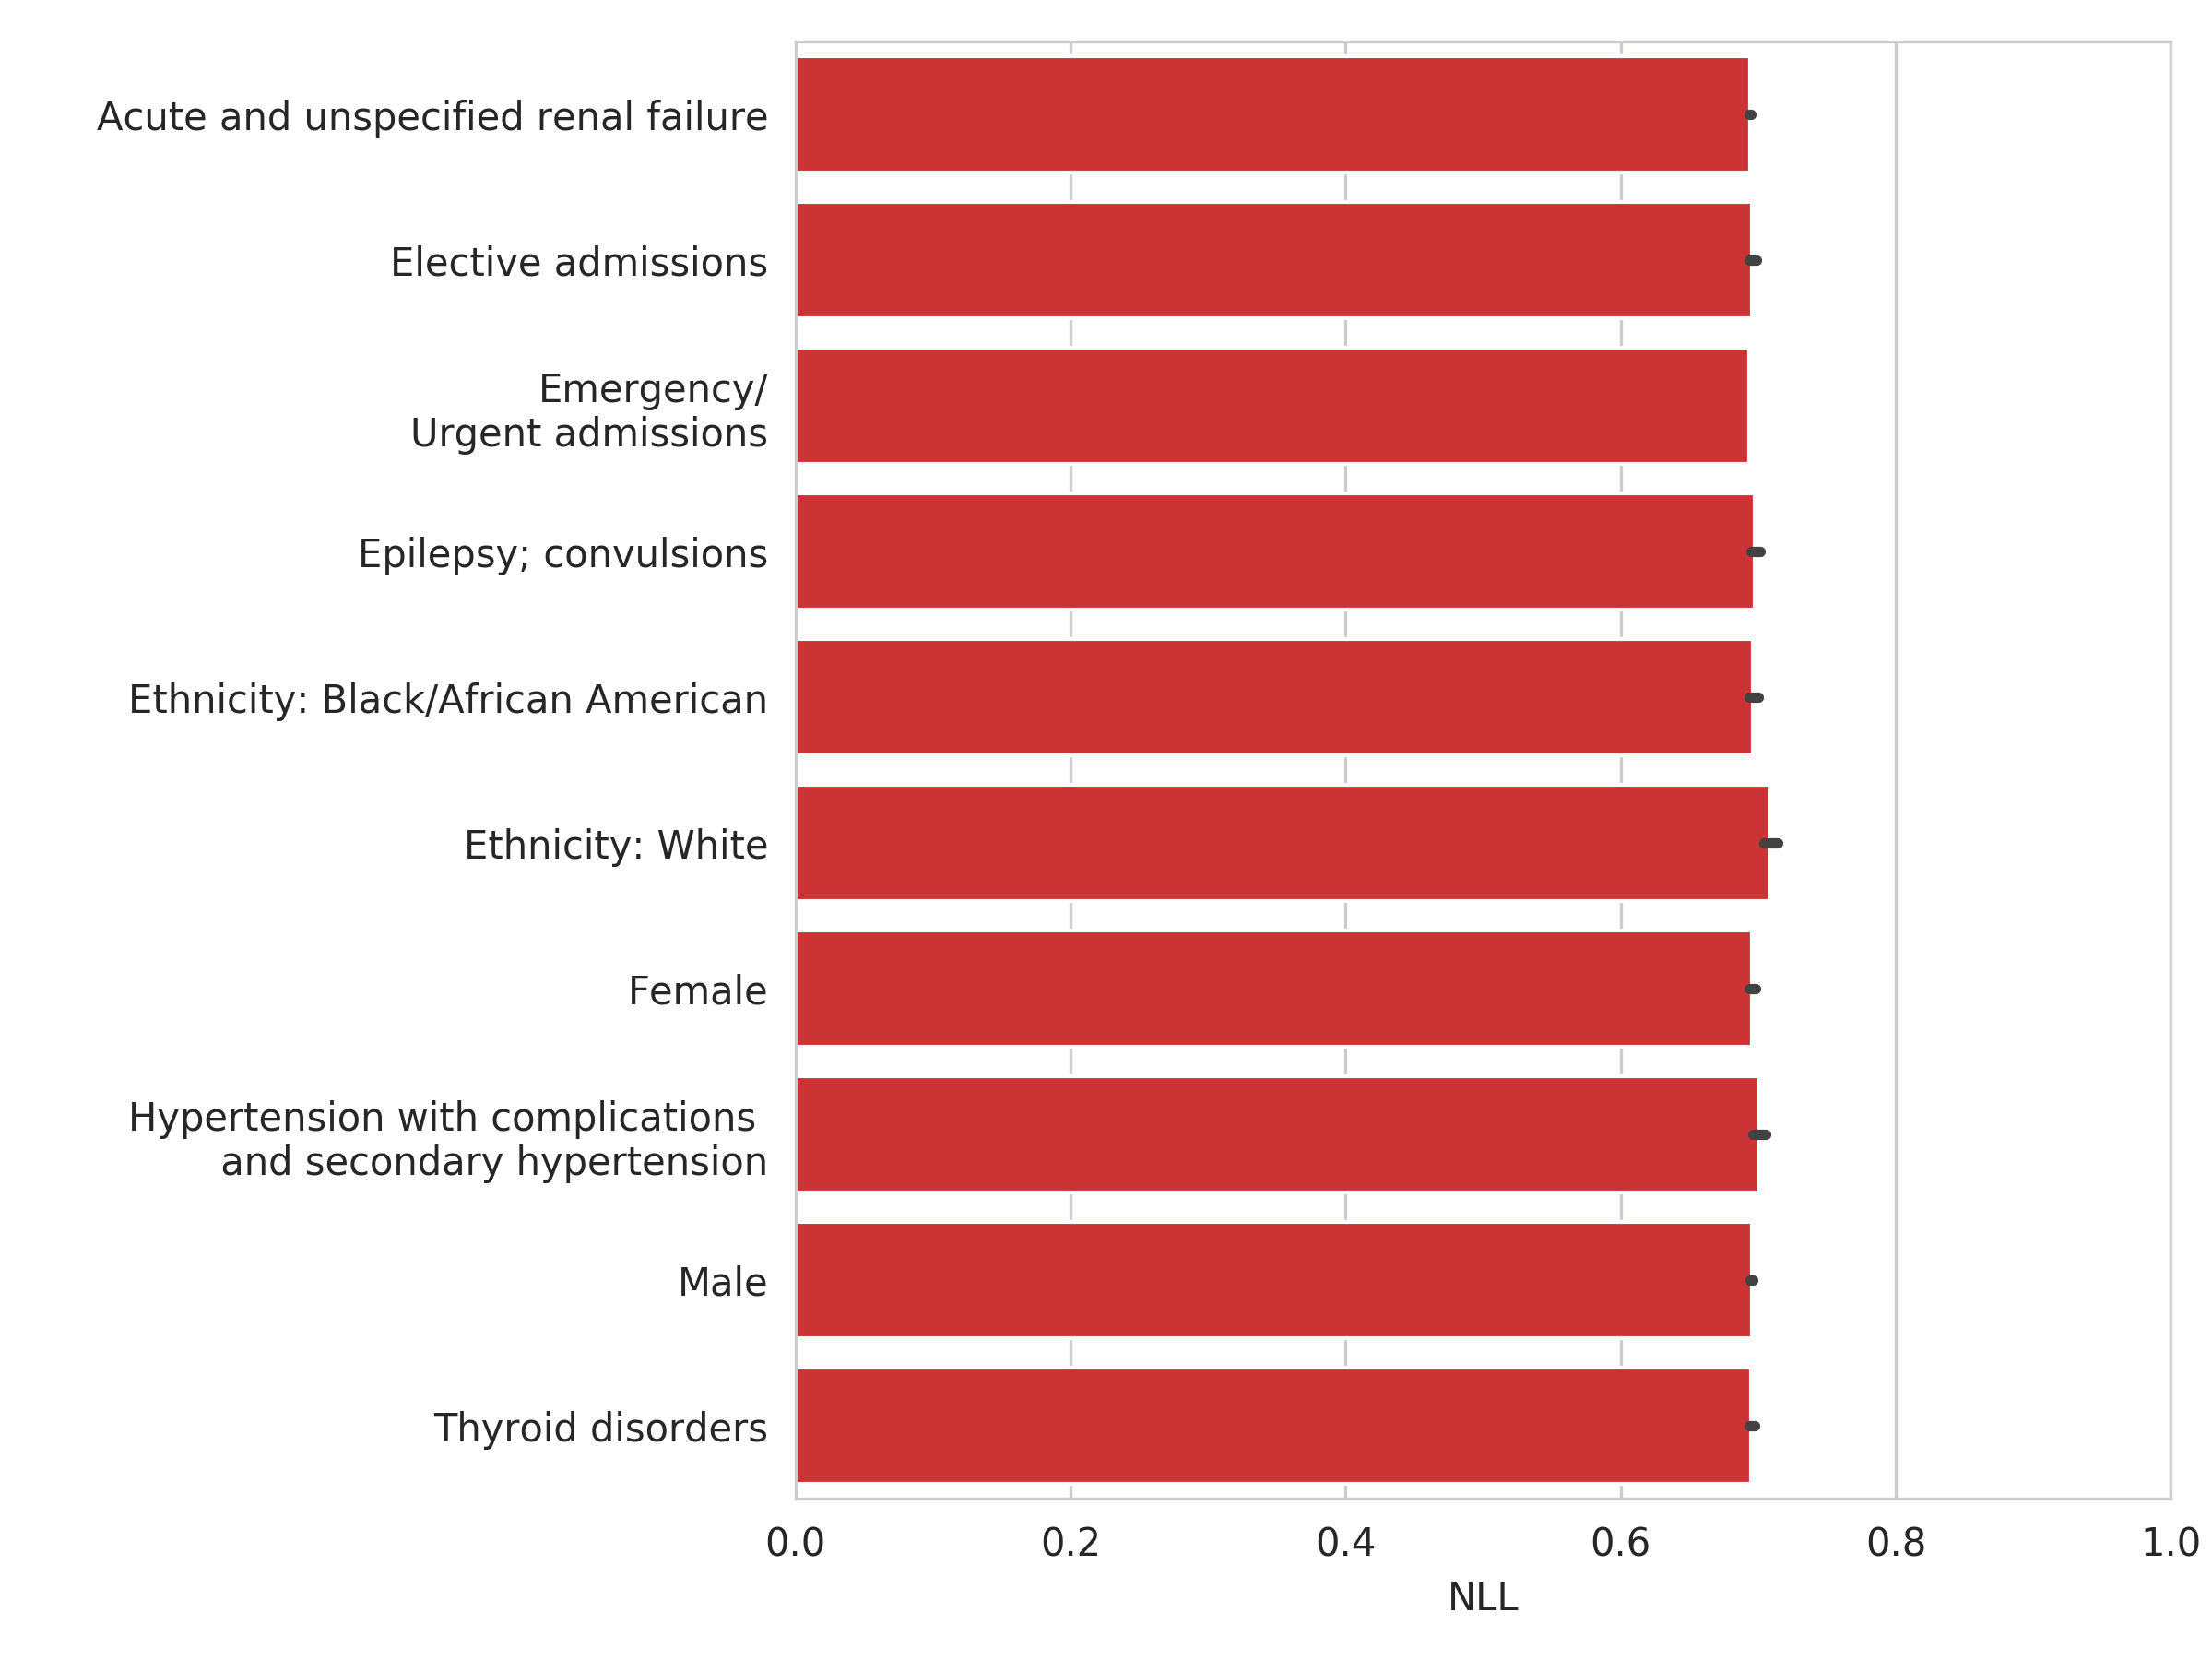 Acute and unspecified renal failure
Elective admissions
Emergency/
Urgent admissions
Epilepsy; convulsions
Ethnicity: Black/African American
Ethnicity: White
Female
Hypertension with complications
and secondary hypertension
Male
Thyroid disorders
0.0 0.2 0.4 0.6 0.8 1.0
NLL